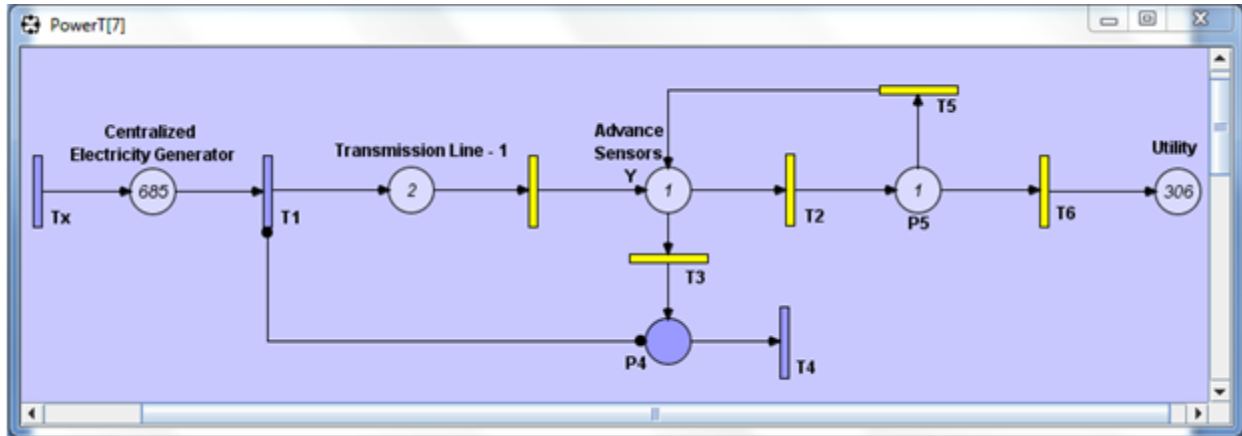 PowerT[7]
Centralized
Electricity Generator
685
Tx
T1
Transmission Line - 1
2
Advance
Sensors
Y
1
T2
T3
P4
T4
T5
1
P5
T6
Utility
306